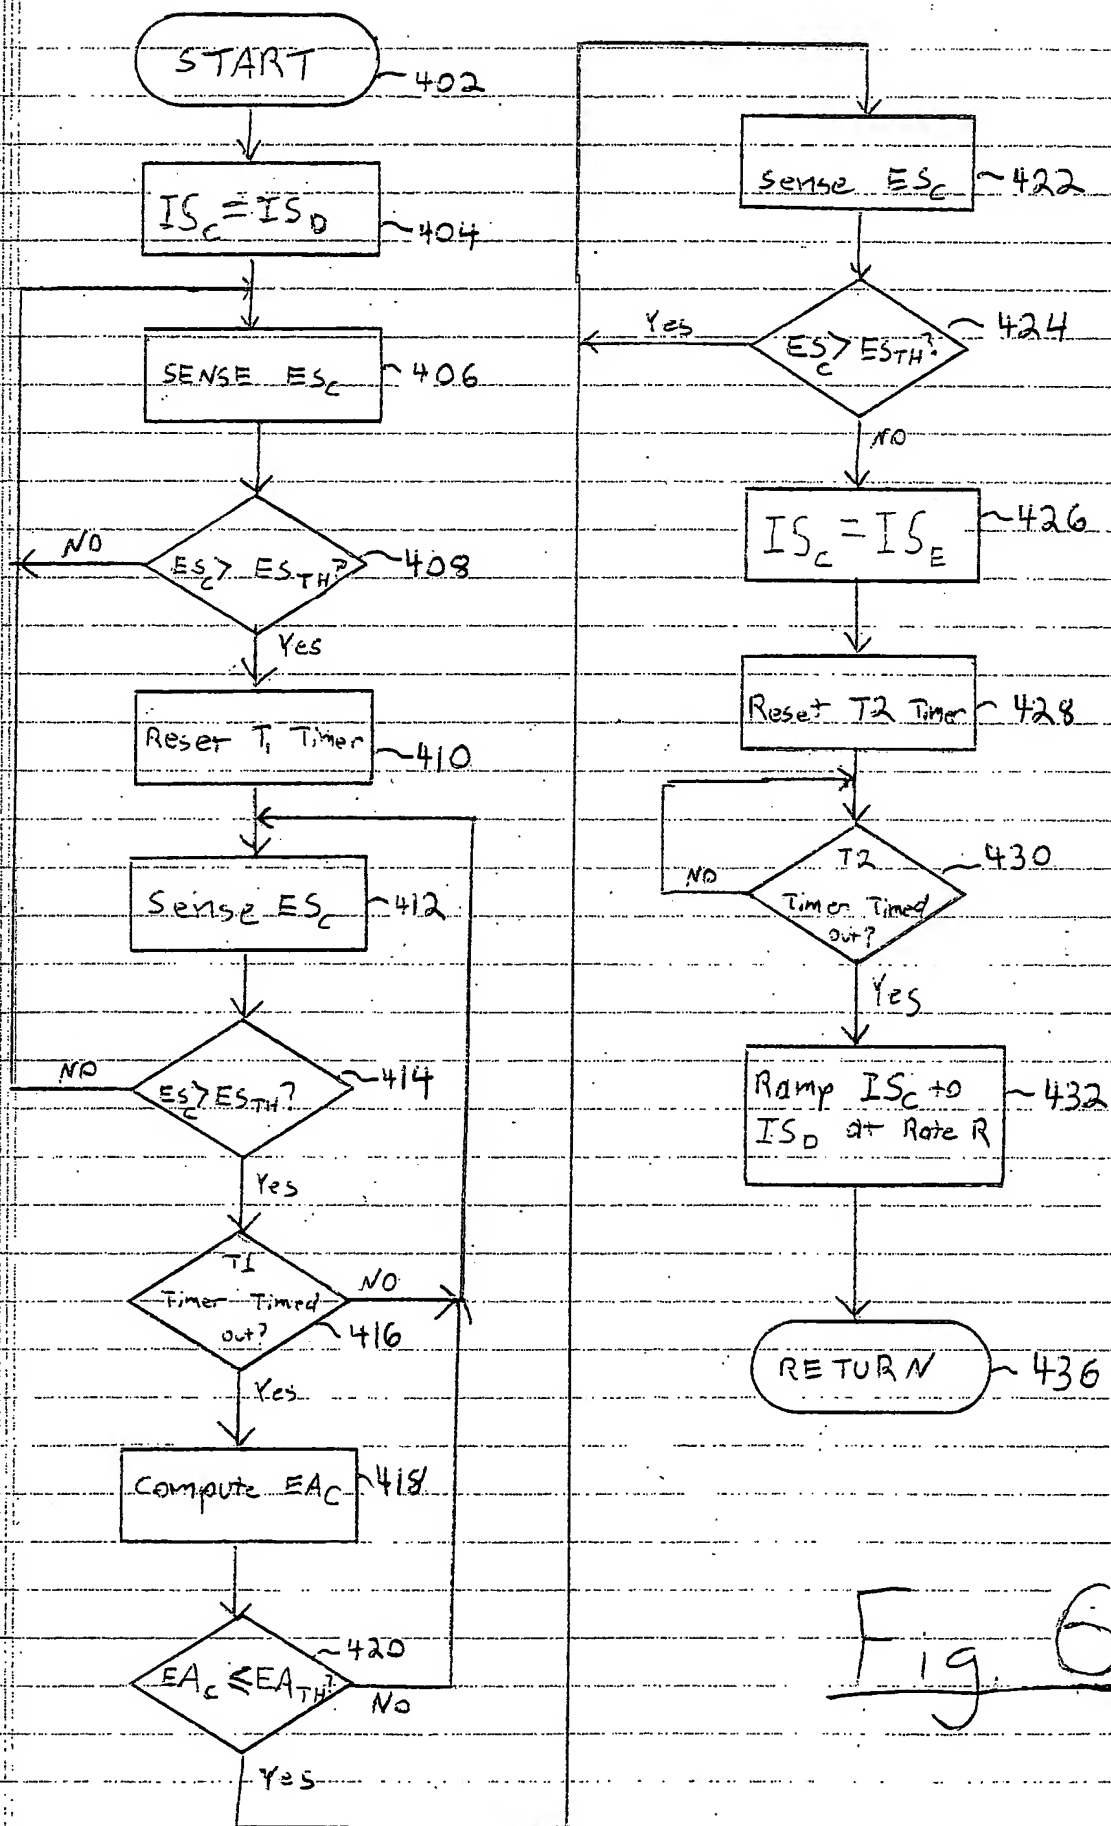 START
402
IS_C = IS_D
404
SENSE ES_C
406
NO
ES_C > ES_TH?
408
Yes
Reset T1 Timer
410
Sense ES_C
412
NO
ES_C > ES_TH?
414
Yes
T1
Timer Timed
out?
NO
416
Yes
Compute EA_C
418
EA_C ≤ EA_TH?
420
NO
Yes
sense ES_C
422
Yes
ES_C > ES_TH?
424
NO
IS_C = IS_E
426
Reset T2 Timer
428
T2
Timer Timed
out?
430
NO
Yes
Ramp IS_C to
IS_D at Rate R
432
RETURN
436
Fig. 6